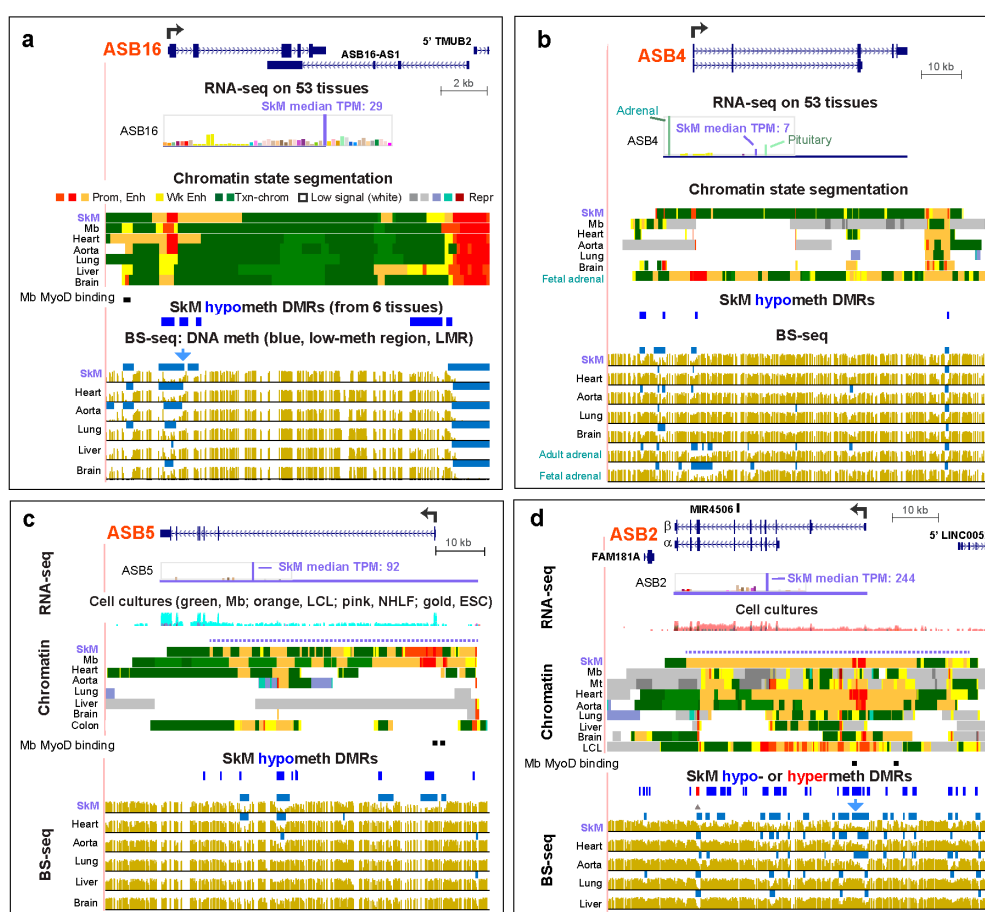 a
ASB16
ASB16-AS1
5' TMUB2
2 kb
RNA-seq on 53 tissues
SkM median TPM: 29
ASB16
Chromatin state segmentation
Prom, Enh
Wk Enh
Txn-chrom
Low signal (white)
Repr
SkM
Mb
Heart
Aorta
Lung
Liver
Brain
Mb MyoD binding
SkM hypometh DMRs (from 6 tissues)
BS-seq: DNA meth (blue, low-meth region, LMR)
SkM
Heart
Aorta
Lung
Liver
Brain
b
ASB4
10 kb
RNA-seq on 53 tissues
Adrenal
SkM median TPM: 7
Pituitary
ASB4
Chromatin state segmentation
SkM
Mb
Heart
Aorta
Lung
Brain
Fetal adrenal
SkM hypometh DMRs
BS-seq
SkM
Heart
Aorta
Lung
Brain
Adult adrenal
Fetal adrenal
c
ASB5
10 kb
RNA-seq
ASB5
SkM median TPM: 92
Cell cultures (green, Mb; orange, LCL; pink, NHLF; gold, ESC)
Chromatin
SkM
Mb
Heart
Aorta
Lung
Liver
Brain
Colon
Mb MyoD binding
SkM hypometh DMRs
BS-seq
SkM
Heart
Aorta
Lung
Liver
Brain
d
MIR4506
10 kb
ASB2
β
α
FAM181A
5' LINC005
RNA-seq
ASB2
SkM median TPM: 244
Cell cultures
Chromatin
SkM
Mb
Mt
Heart
Aorta
Lung
Liver
Brain
LCL
Mb MyoD binding
SkM hypo- or hypermeth DMRs
BS-seq
SkM
Heart
Aorta
Lung
Liver